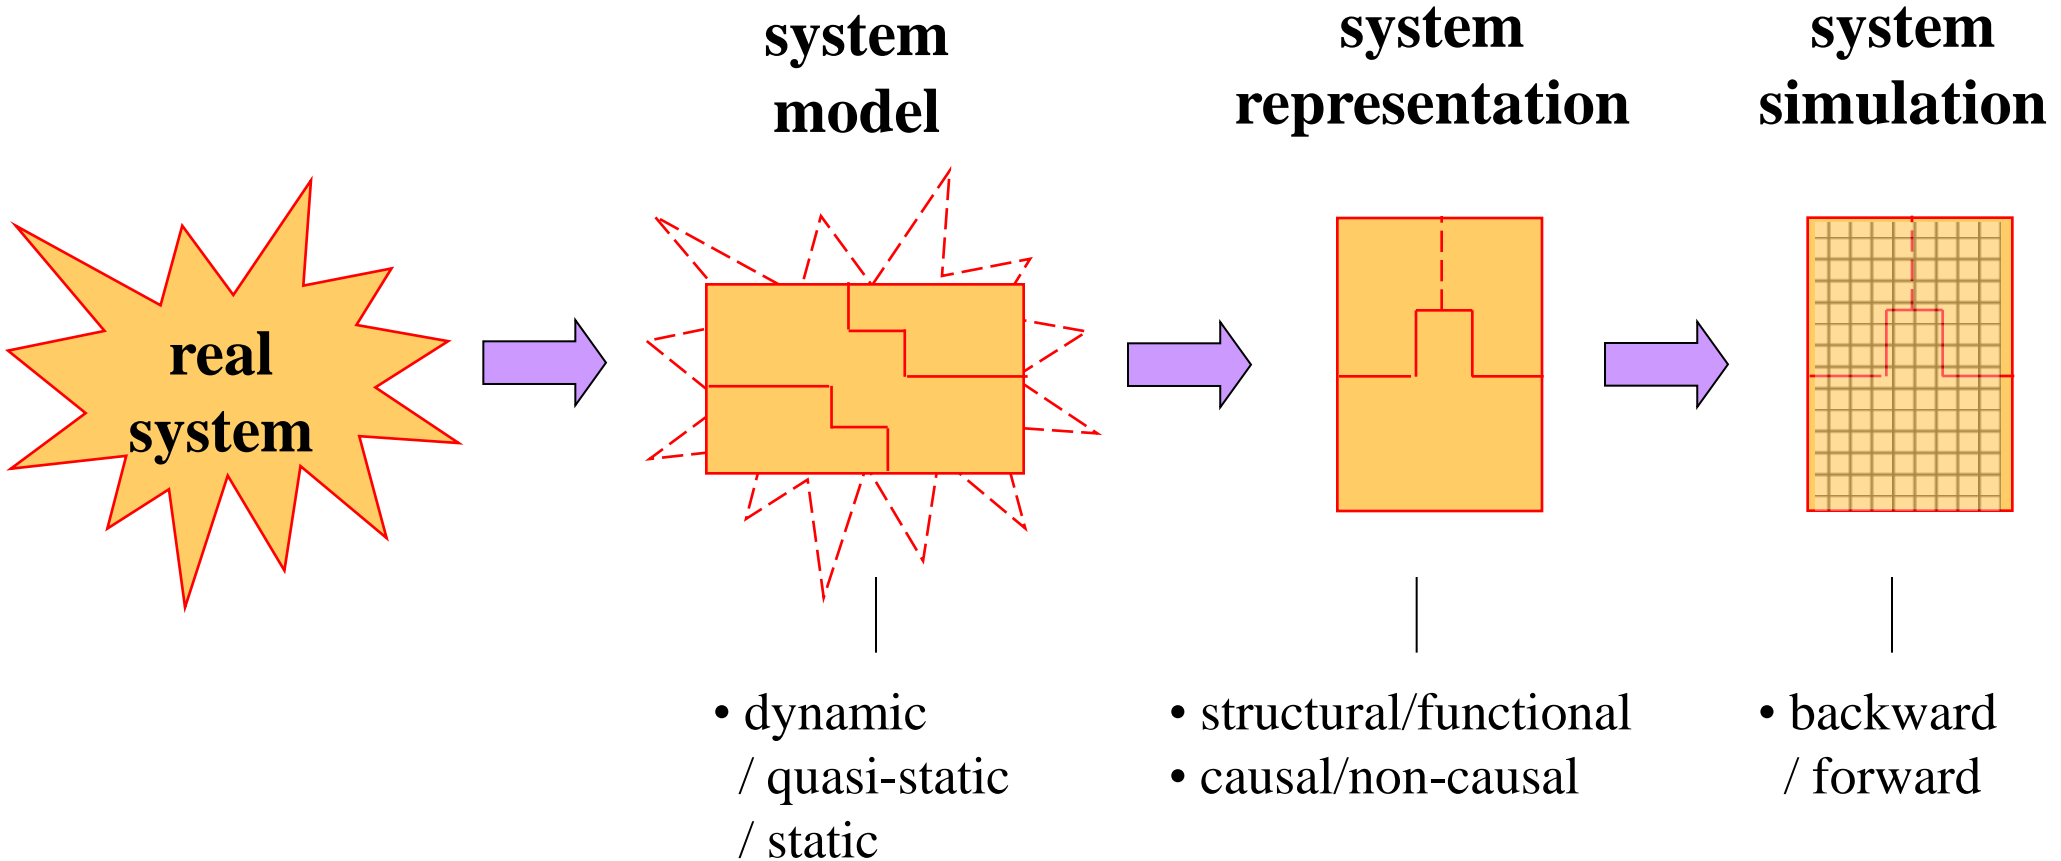 system
model
system
representation
system
simulation
real
system
• dynamic
/ quasi-static
/ static
• structural/functional
• causal/non-causal
• backward
/ forward